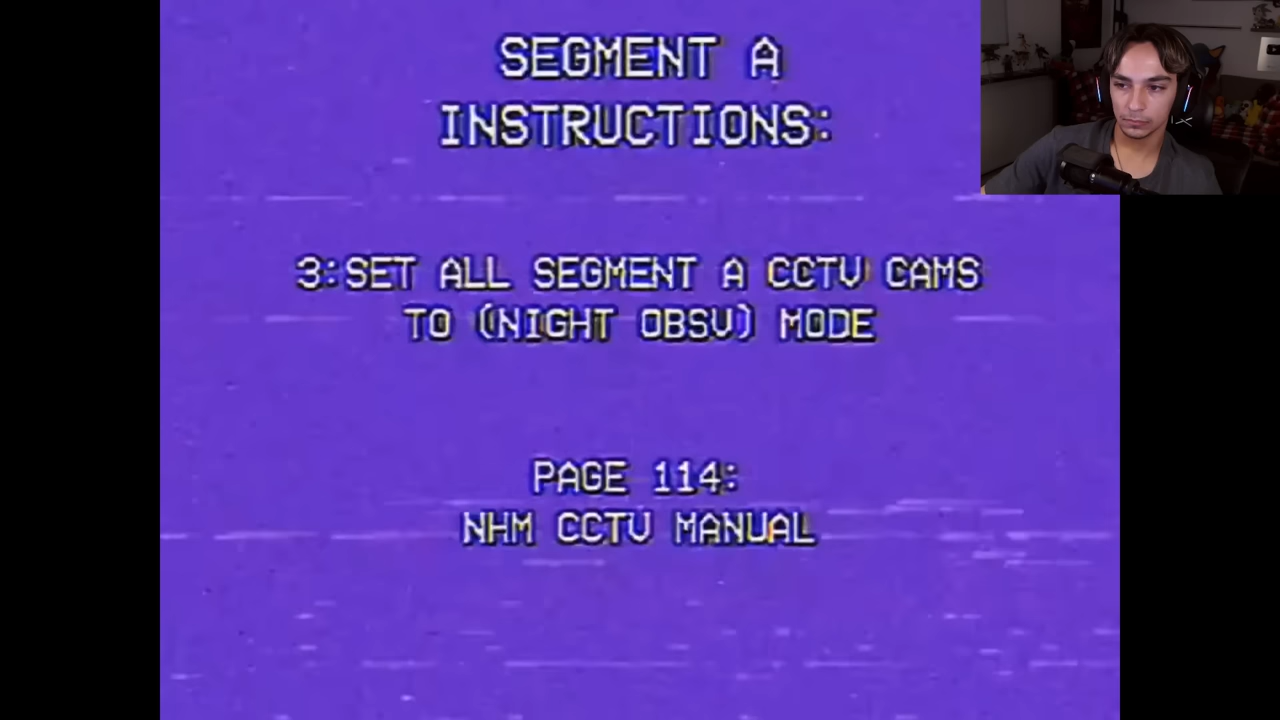 SEGMENT A
INSTRUCTIONS:
3:SET ALL SEGMENT A CCTV CAMS
TO (NIGHT OBSV) MODE
PAGE 114:
NHM CCTV MANUAL